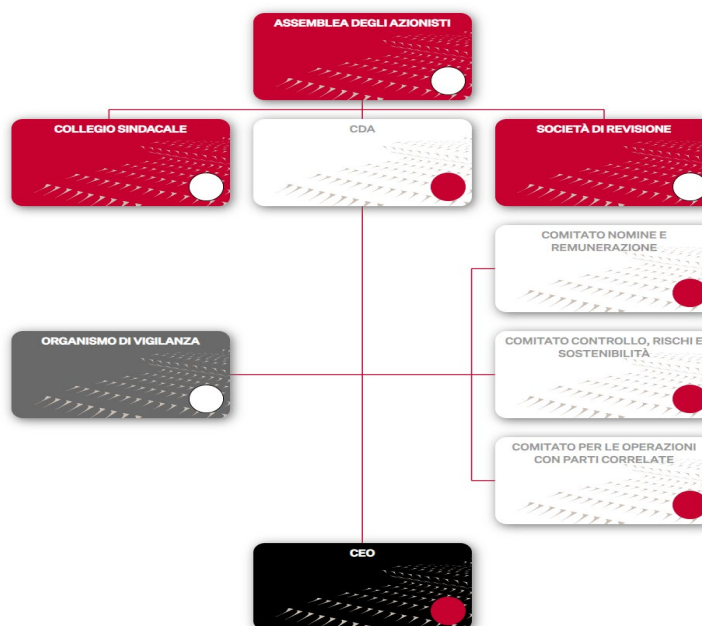 ASSEMBLEA DEGLI AZIONISTI
COLLEGIO SINDACALE
CDA
SOCIETÀ DI REVISIONE
COMITATO NOMINE E
REMUNERAZIONE
ORGANISMO DI VIGILANZA
COMITATO CONTROLLO, RISCHI E
SOSTENIBILITÀ
COMITATO PER LE OPERAZIONI
CON PARTI CORRELATE
CEO